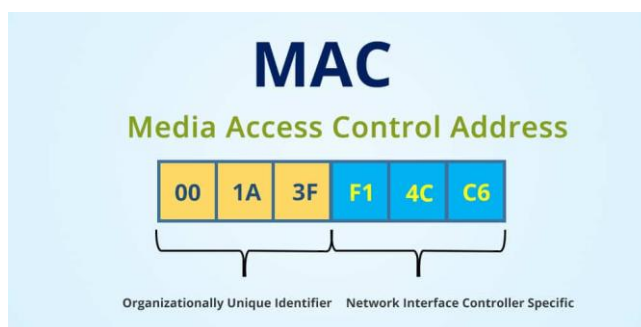 MAC
Media Access Control Address
00 1A 3F F1 4C C6
Organizationally Unique Identifier Network Interface Controller Specific